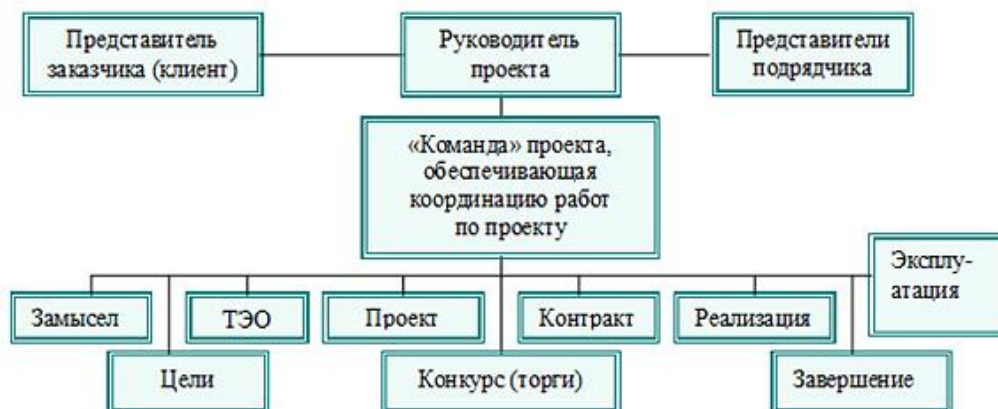 Представитель
заказчика (клиент)
Руководитель
проекта
Представители
подрядчика
«Команда» проекта,
обеспечивающая
координацию работ
по проекту
Эксплу-
атация
Замысел
ТЭО
Проект
Контракт
Реализация
Цели
Конкурс (торги)
Завершение